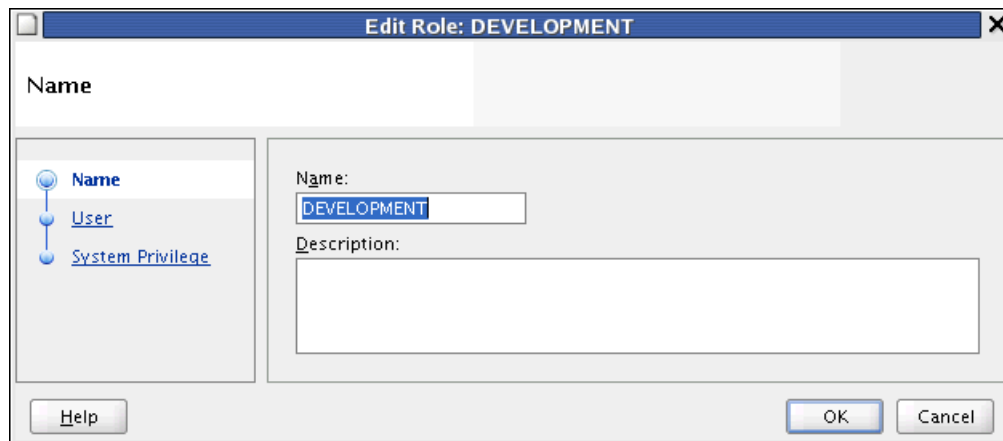 Edit Role: DEVELOPMENT
Name
Name
User
System Privilege
Name:
DEVELOPMENT
Description:
Help
OK
Cancel